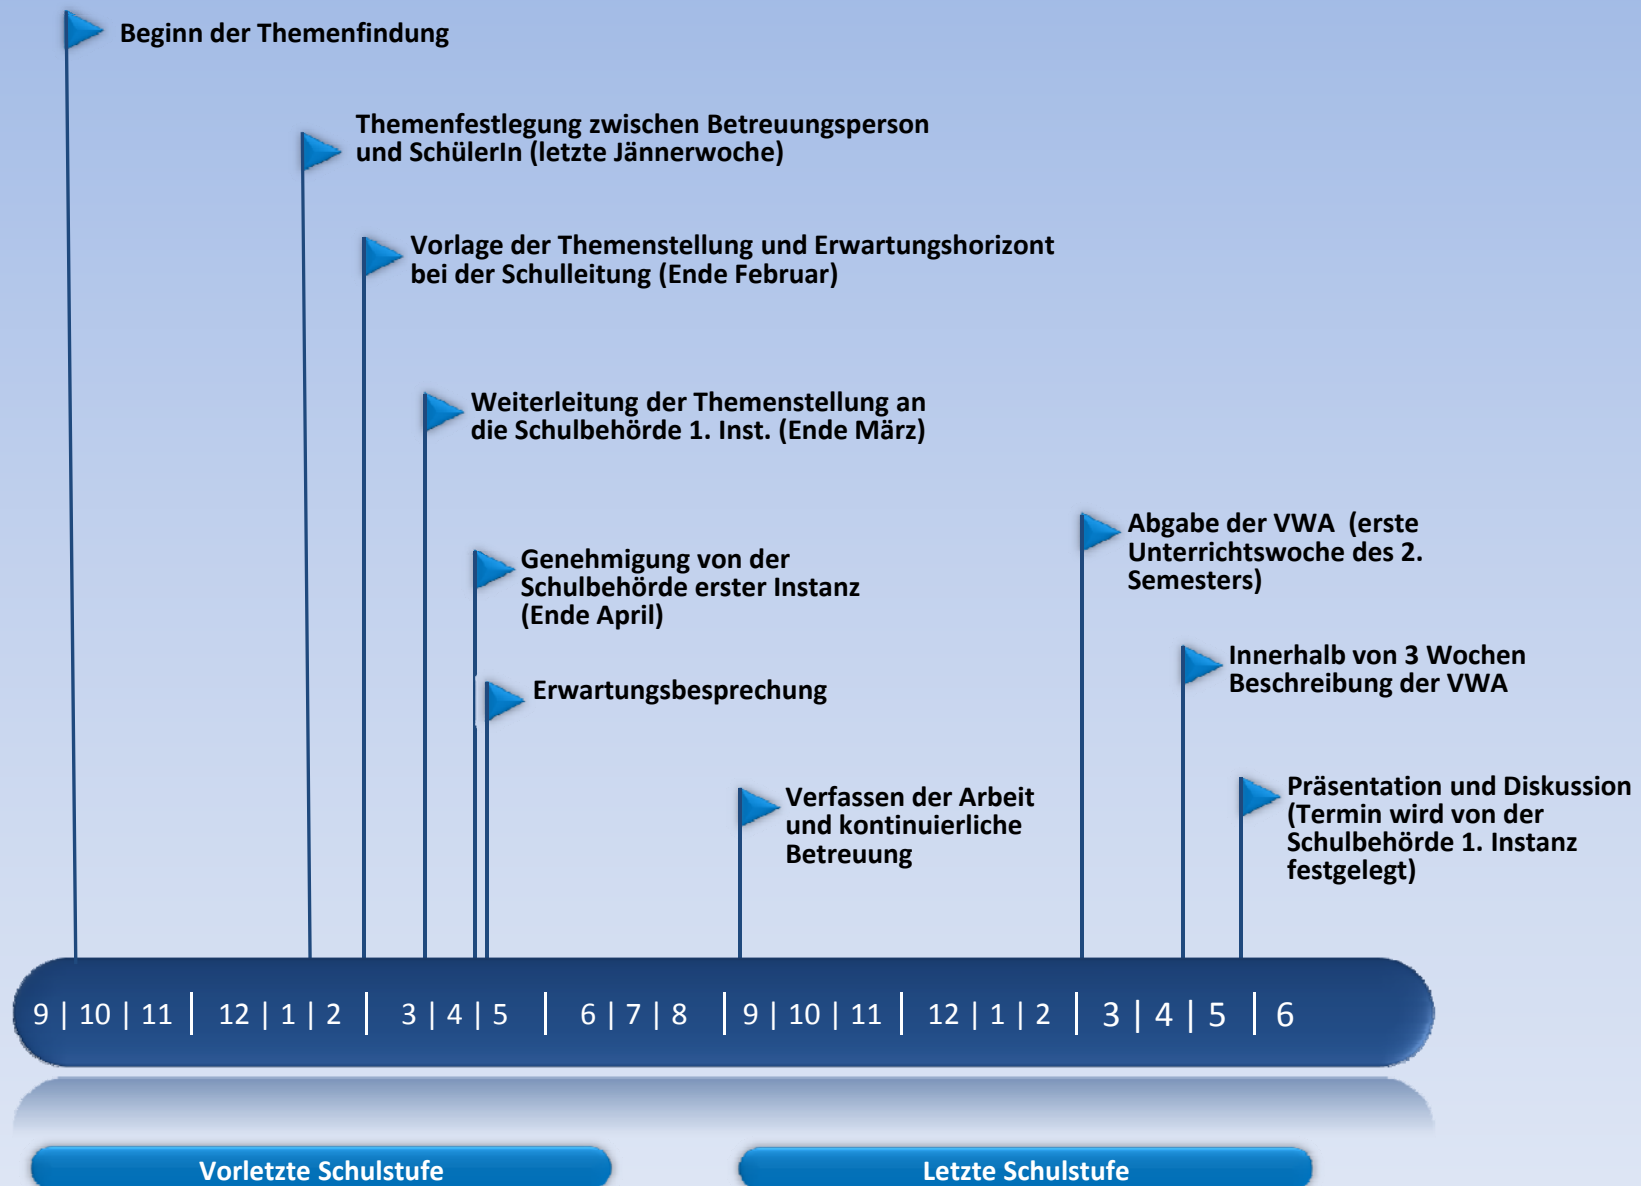 Beginn der Themenfindung
Themenfestlegung zwischen Betreuungsperson
und SchülerIn (letzte Jännerwoche)
Vorlage der Themenstellung und Erwartungshorizont
bei der Schulleitung (Ende Februar)
Weiterleitung der Themenstellung an
die Schulbehörde 1. Inst. (Ende März)
Genehmigung von der
Schulbehörde erster Instanz
(Ende April)
Erwartungsbesprechung
Verfassen der Arbeit
und kontinuierliche
Betreuung
Abgabe der VWA (erste
Unterrichtswoche des 2.
Semesters)
Innerhalb von 3 Wochen
Beschreibung der VWA
Präsentation und Diskussion
(Termin wird von der
Schulbehörde 1. Instanz
festgelegt)
9 | 10 | 11 | 12 | 1 | 2 | 3 | 4 | 5 | 6 | 7 | 8 | 9 | 10 | 11 | 12 | 1 | 2 | 3 | 4 | 5 | 6
Vorletzte Schulstufe
Letzte Schulstufe